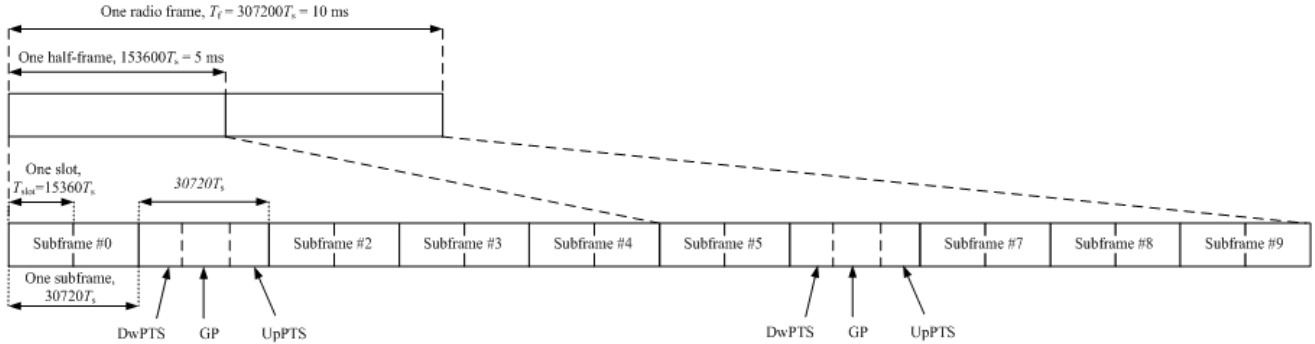 One radio frame, Tf = 307200Ts = 10 ms
One half-frame, 153600Ts = 5 ms
One slot,
Tslot=15360Ts
30720Ts
Subframe #0
Subframe #2
Subframe #3
Subframe #4
Subframe #5
Subframe #7
Subframe #8
Subframe #9
One subframe,
30720Ts
DwPTS
GP
UpPTS
DwPTS
GP
UpPTS